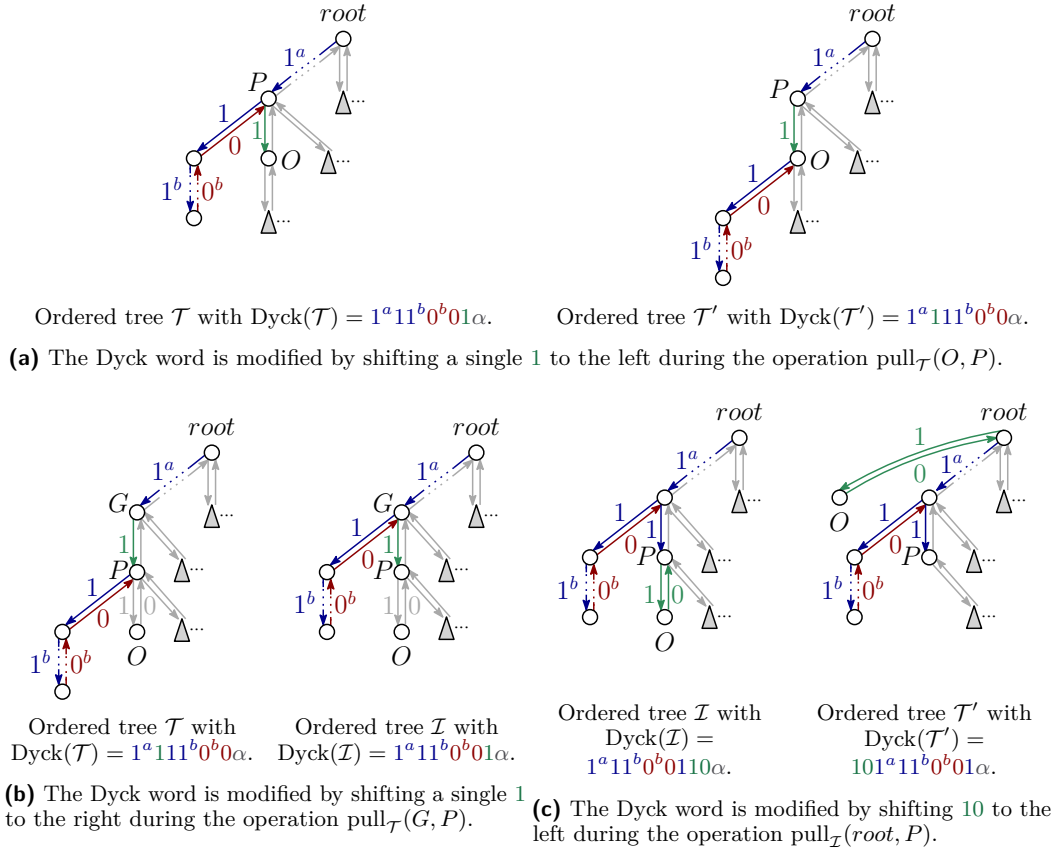 root
root
1^a
1^a
P
P
1
0
1
1
O
O
1
0
1^b
0^b
1^b
0^b
...
...
...
...
...
...
Ordered tree 𝒯 with Dyck(𝒯) = 1^a11^b0^b01α.
Ordered tree 𝒯′ with Dyck(𝒯′) = 1^a111^b0^b0α.
(a) The Dyck word is modified by shifting a single 1 to the left during the operation pull_𝒯(O, P).
root
root
1^a
1^a
G
G
1
1
0
1
...
...
P
P
1
0
1
0
1
0
1^b
0^b
...
...
1^b
0^b
...
...
O
O
Ordered tree 𝒯 with
Dyck(𝒯) = 1^a111^b0^b0α.
Ordered tree ℐ with
Dyck(ℐ) = 1^a11^b0^b01α.
(b) The Dyck word is modified by shifting a single 1
to the right during the operation pull_𝒯(G, P).
root
root
1
0
1^a
1^a
O
1
0
1
1
0
1
...
...
P
P
1^b
0^b
1
0
1^b
0^b
...
...
...
...
O
Ordered tree ℐ with
Dyck(ℐ) =
1^a11^b0^b0110α.
Ordered tree 𝒯′ with
Dyck(𝒯′) =
101^a11^b0^b01α.
(c) The Dyck word is modified by shifting 10 to the
left during the operation pull_ℐ(root, P).